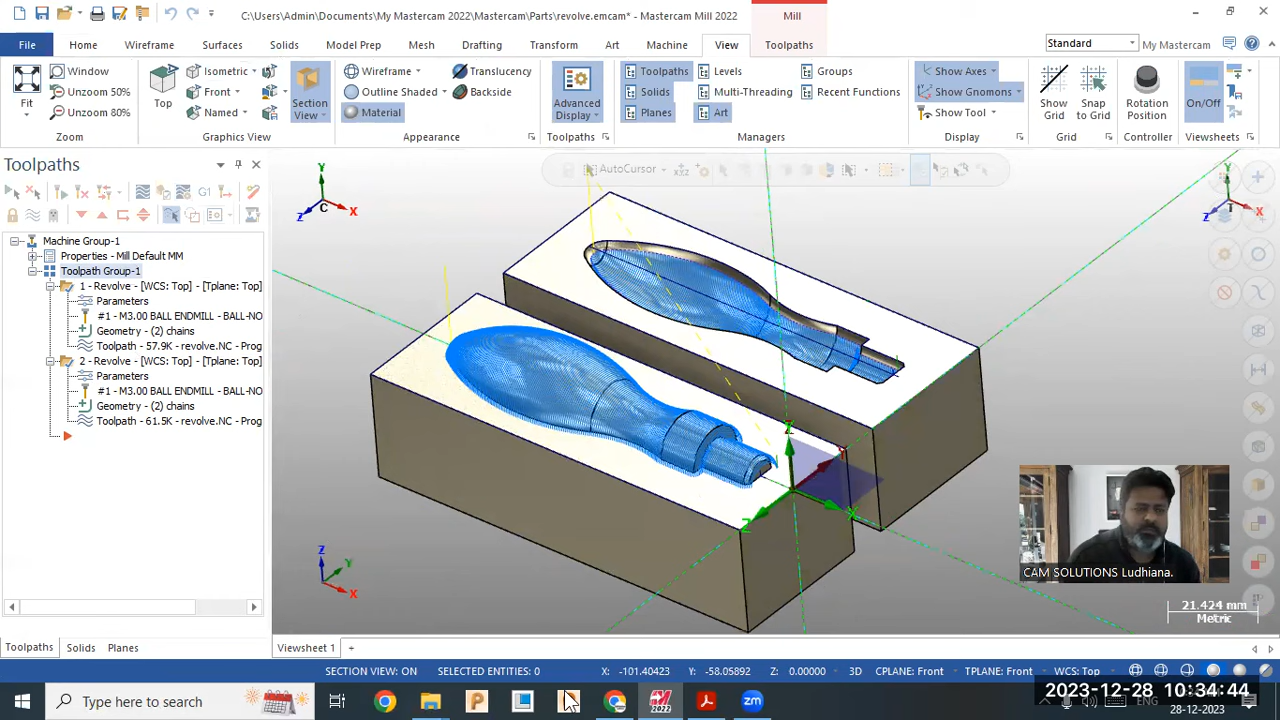 C:\Users\Admin\Documents\My Mastercam 2022\Mastercam\Parts\revolve.emcam* - Mastercam Mill 2022
Mill
File Home Wireframe Surfaces Solids Model Prep Mesh Drafting Transform Art Machine View Toolpaths Standard My Mastercam
Fit
Window
Unzoom 50%
Unzoom 80%
Zoom
Top
Isometric
Front
Named
Section View
Graphics View
Wireframe
Outline Shaded
Material
Translucency
Backside
Appearance
Advanced Display
Toolpaths
Toolpaths
Solids
Planes
Levels
Multi-Threading
Art
Groups
Recent Functions
Managers
Show Axes
Show Gnomons
Show Tool
Display
Show Grid
Snap to Grid
Grid
Rotation Position
Controller
On/Off
Viewsheets
Toolpaths
AutoCursor
Machine Group-1
Properties - Mill Default MM
Toolpath Group-1
1 - Revolve - [WCS: Top] - [Tplane: Top]
Parameters
#1 - M3.00 BALL ENDMILL - BALL-NO
Geometry - (2) chains
Toolpath - 57.9K - revolve.NC - Prog
2 - Revolve - [WCS: Top] - [Tplane: Top]
Parameters
#1 - M3.00 BALL ENDMILL - BALL-NO
Geometry - (2) chains
Toolpath - 61.5K - revolve.NC - Prog
Y
X
Z
C
Y
X
Z
T
Z
X
Z
Z
Y
X
CAM SOLUTIONS Ludhiana.
21.424 mm
Metric
Toolpaths Solids Planes
Viewsheet 1 +
SECTION VIEW: ON SELECTED ENTITIES: 0 X: -101.40423 Y: -58.05892 Z: 0.00000 3D CPLANE: Front TPLANE: Front WCS: Top
Type here to search
2023-12-28 10:34:44
ENG
28-12-2023